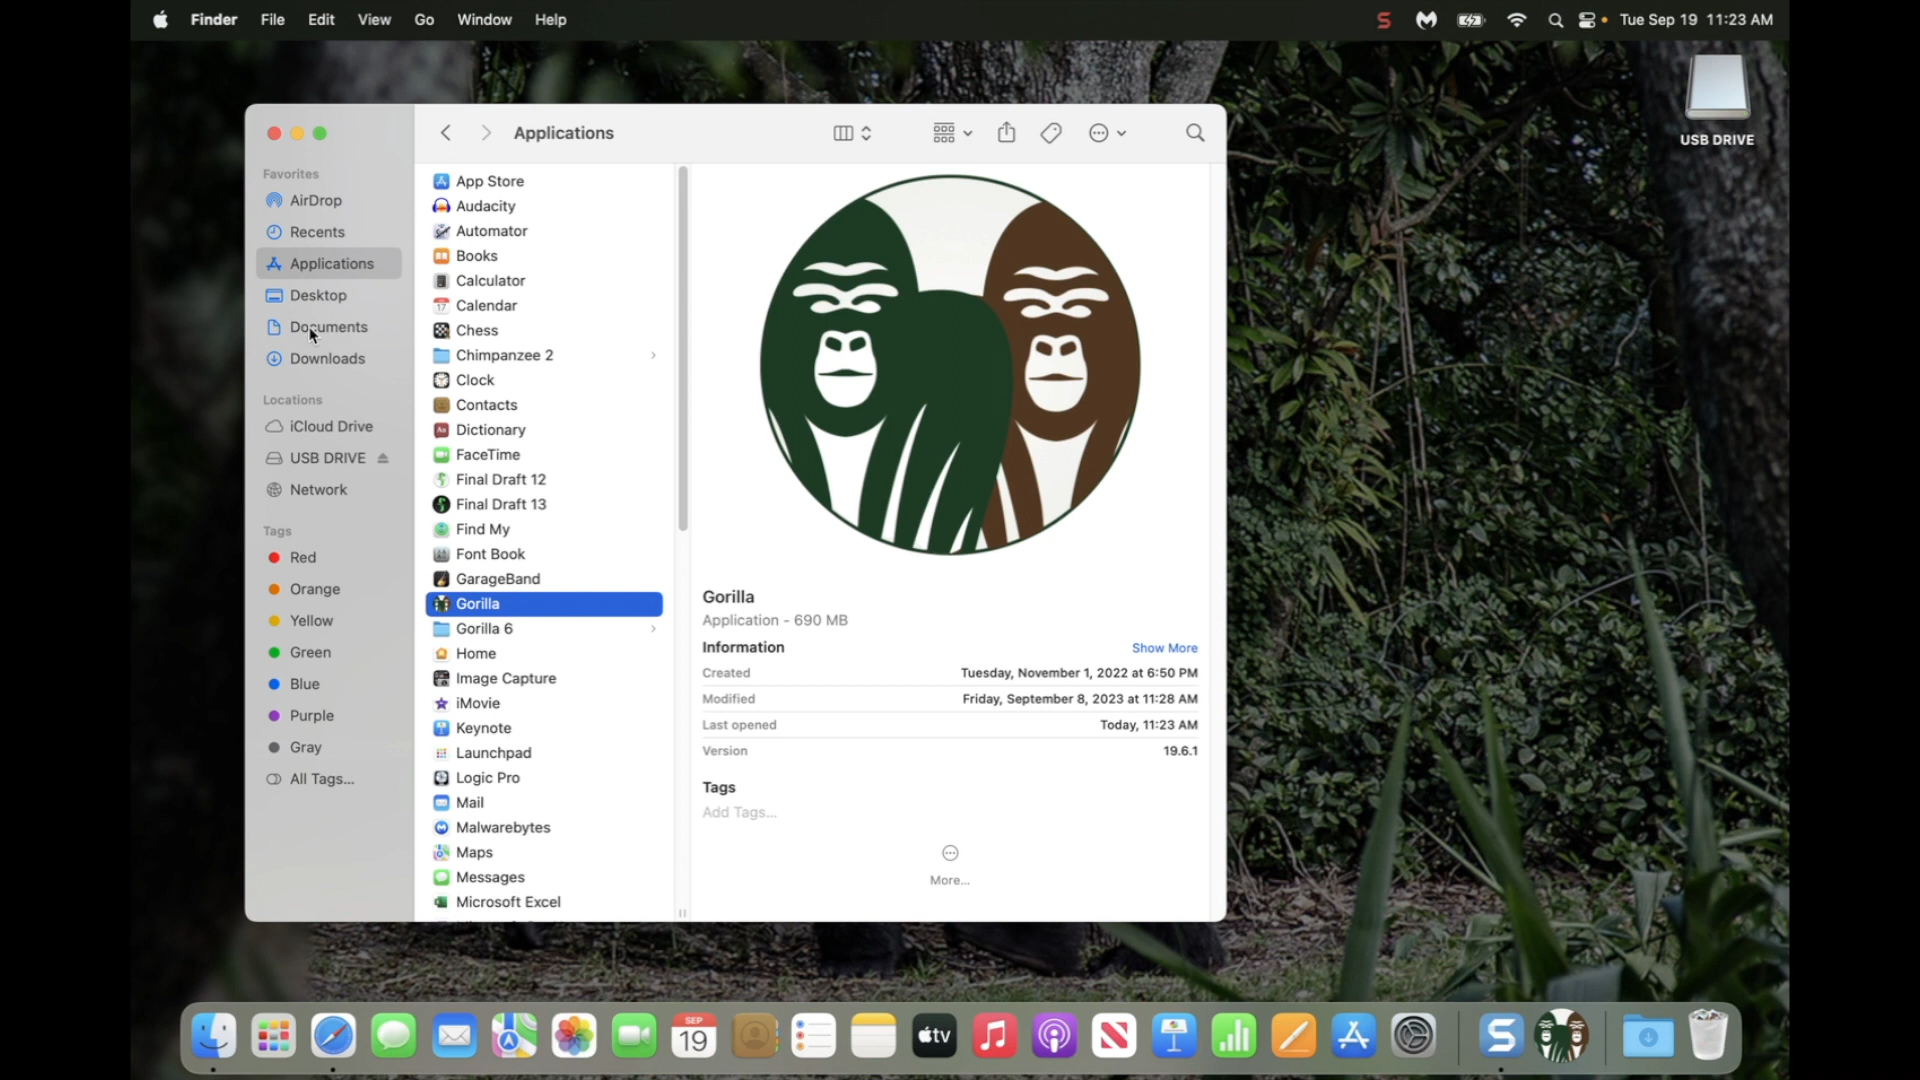 Finder File Edit View Go Window Help
Tue Sep 19 11:23 AM
USB DRIVE
Applications
Favorites
AirDrop
Recents
Applications
Desktop
Documents
Downloads
Locations
iCloud Drive
USB DRIVE
Network
Tags
Red
Orange
Yellow
Green
Blue
Purple
Gray
All Tags...
App Store
Audacity
Automator
Books
Calculator
Calendar
Chess
Chimpanzee 2
Clock
Contacts
Dictionary
FaceTime
Final Draft 12
Final Draft 13
Find My
Font Book
GarageBand
Gorilla
Gorilla 6
Home
Image Capture
iMovie
Keynote
Launchpad
Logic Pro
Mail
Malwarebytes
Maps
Messages
Microsoft Excel
Gorilla
Application - 690 MB
Information Show More
Created Tuesday, November 1, 2022 at 6:50 PM
Modified Friday, September 8, 2023 at 11:28 AM
Last opened Today, 11:23 AM
Version 19.6.1
Tags
Add Tags...
More...
SEP
19
tv